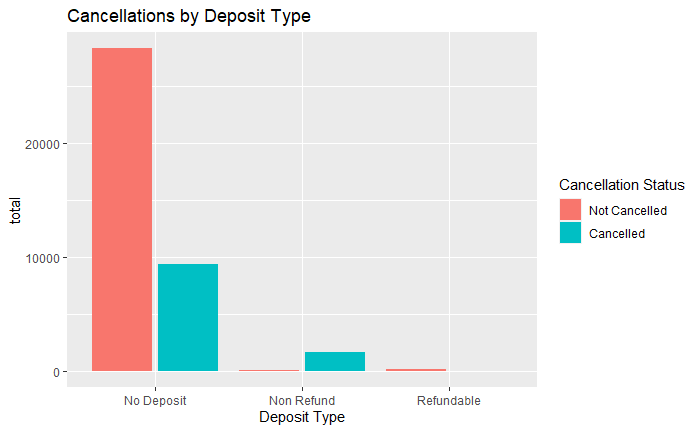 Cancellations by Deposit Type
20000
10000
0
total
No Deposit
Non Refund
Refundable
Deposit Type
Cancellation Status
Not Cancelled
Cancelled